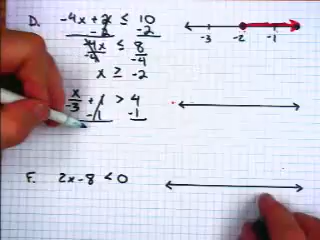 D. -4x + 2 ≤ 10
-2 -2
-4x ≤ 8
-4 -4
x ≥ -2
-3 -2 -1
x/-3 + 1 > 4
-1 -1
F. 2x - 8 < 0